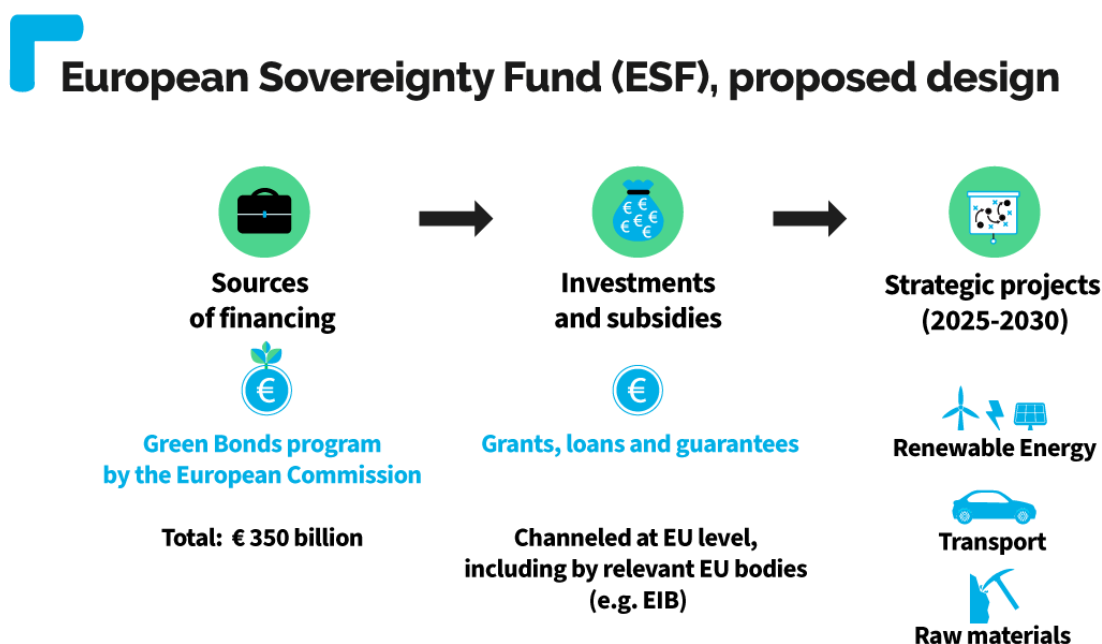 European Sovereignty Fund (ESF), proposed design
Sources
of financing
€
Green Bonds program
by the European Commission
Total: € 350 billion
Investments
and subsidies
€
Grants, loans and guarantees
Channeled at EU level,
including by relevant EU bodies
(e.g. EIB)
Strategic projects
(2025-2030)
Renewable Energy
Transport
Raw materials